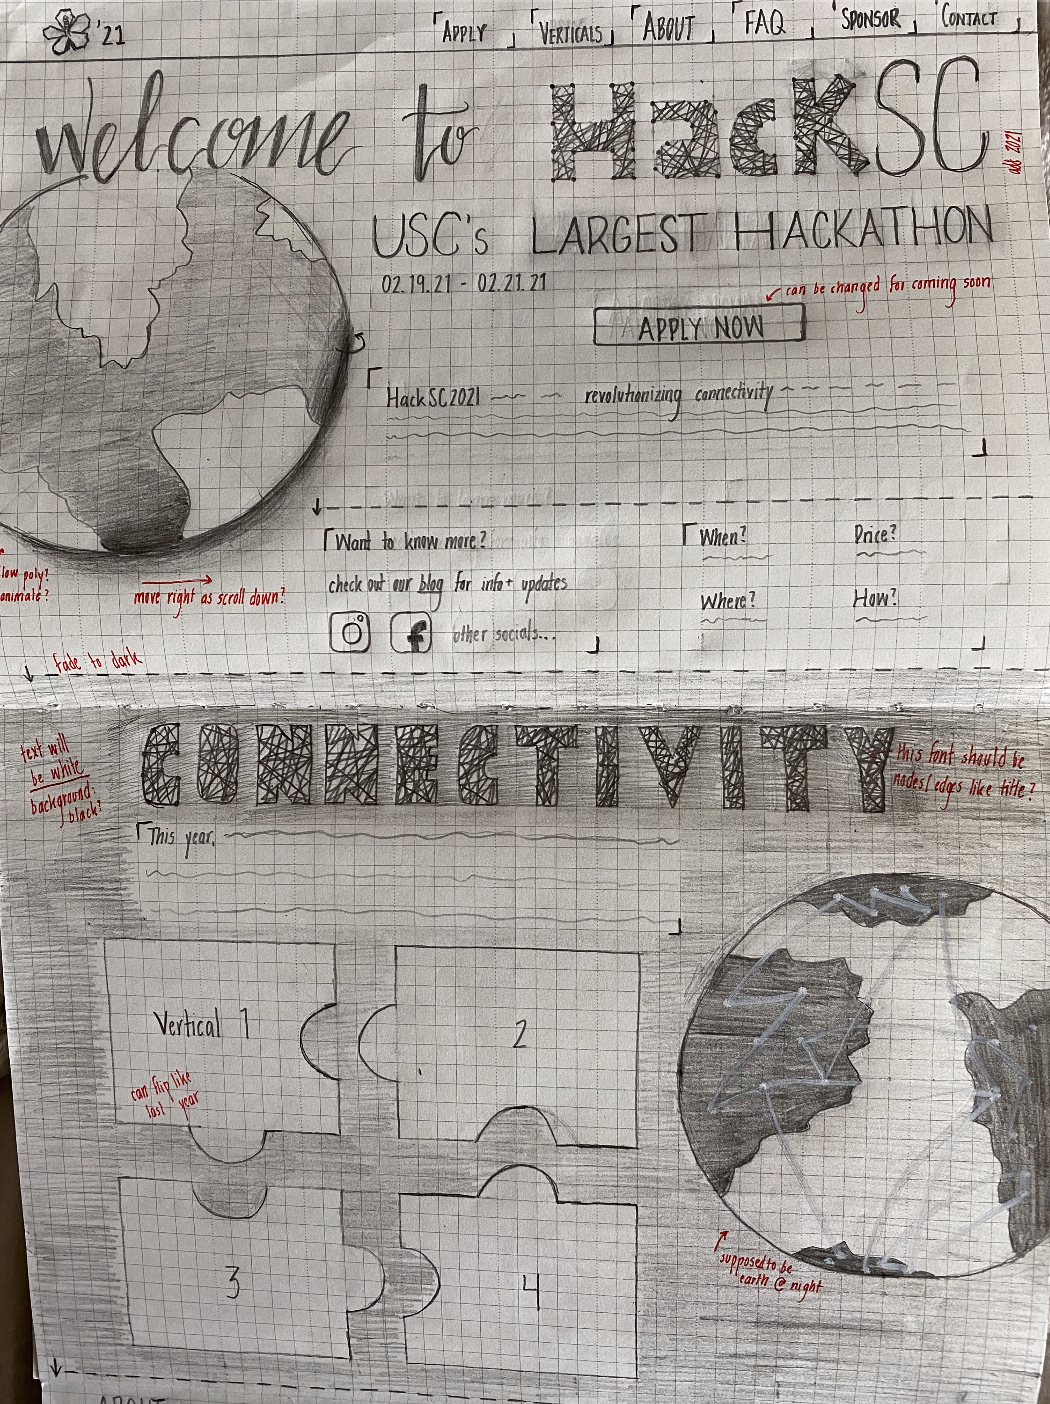 '21 APPLY VERTICALS ABOUT FAQ SPONSOR CONTACT
Welcome to HackSC
add 2021
USC's LARGEST HACKATHON
02.19.21 - 02.21.21
can be changed for coming soon
APPLY NOW
HackSC2021 revolutionizing connectivity
Want to know more?
When? Price?
check out our blog for info + updates
Where? How?
other socials...
low poly?
animate?
move right as scroll down?
fade to dark
CONNECTIVITY
text will
be white
background:
black?
this font should be
nodes/edges like title?
This year,
Vertical 1
2
can flip like
last year
3
4
supposed to be
earth @ night
ABOUT